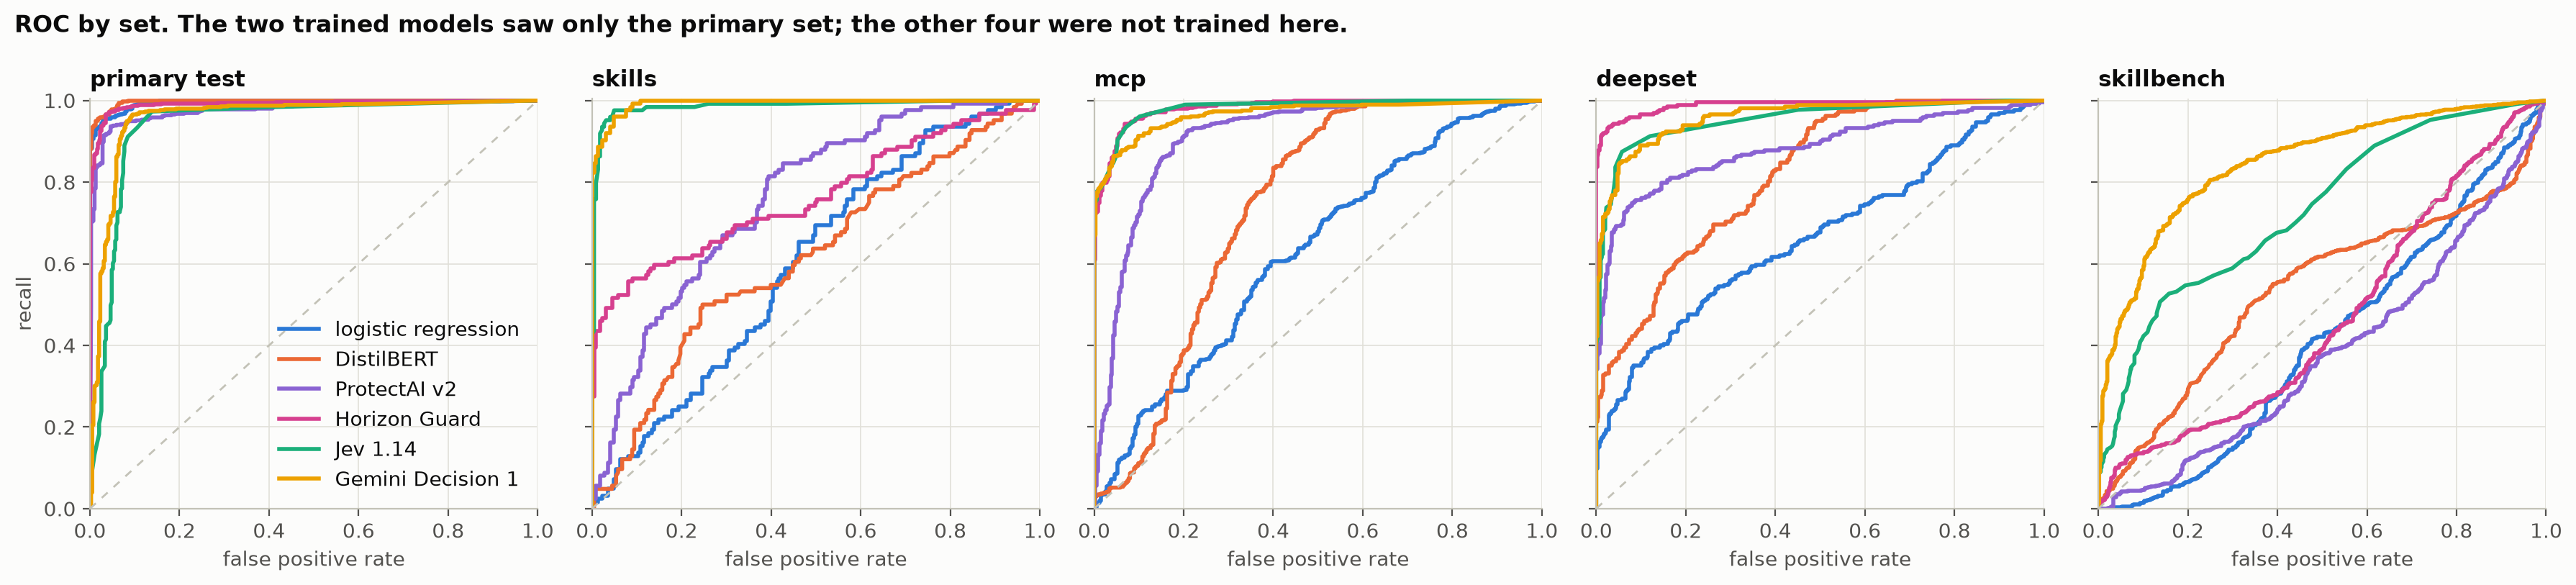 ROC by set. The two trained models saw only the primary set; the other four were not trained here.
primary test
skills
mcp
deepset
skillbench
1.0
0.8
0.6
0.4
0.2
0.0
recall
logistic regression
DistilBERT
ProtectAI v2
Horizon Guard
Jev 1.14
Gemini Decision 1
0.0 0.2 0.4 0.6 0.8 1.0
0.0 0.2 0.4 0.6 0.8 1.0
0.0 0.2 0.4 0.6 0.8 1.0
0.0 0.2 0.4 0.6 0.8 1.0
0.0 0.2 0.4 0.6 0.8 1.0
false positive rate
false positive rate
false positive rate
false positive rate
false positive rate